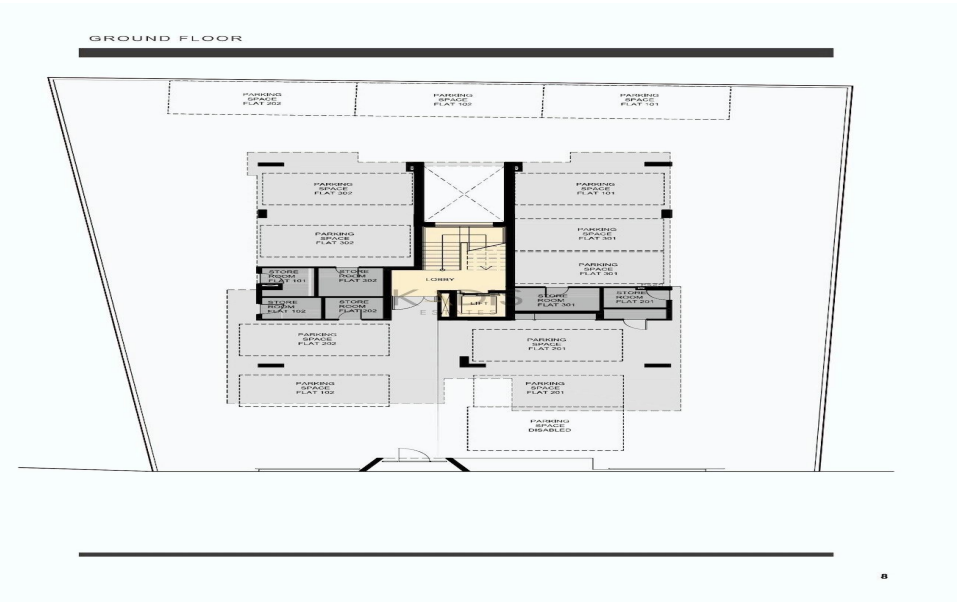 GROUND FLOOR
PARKING
SPACE
FLAT 202
PARKING
SPACE
FLAT 102
PARKING
SPACE
FLAT 101
PARKING
SPACE
FLAT 302
PARKING
SPACE
FLAT 101
PARKING
SPACE
FLAT 302
PARKING
SPACE
FLAT 301
PARKING
SPACE
FLAT 301
STORE
ROOM
FLAT 101
STORE
ROOM
FLAT 302
LOBBY
STORE
ROOM
FLAT 102
STORE
ROOM
FLAT 202
LIFT
STORE
ROOM
FLAT 301
STORE
ROOM
FLAT 201
ESTATES
PARKING
SPACE
FLAT 202
PARKING
SPACE
FLAT 201
PARKING
SPACE
FLAT 102
PARKING
SPACE
FLAT 201
PARKING
SPACE
DISABLED
8